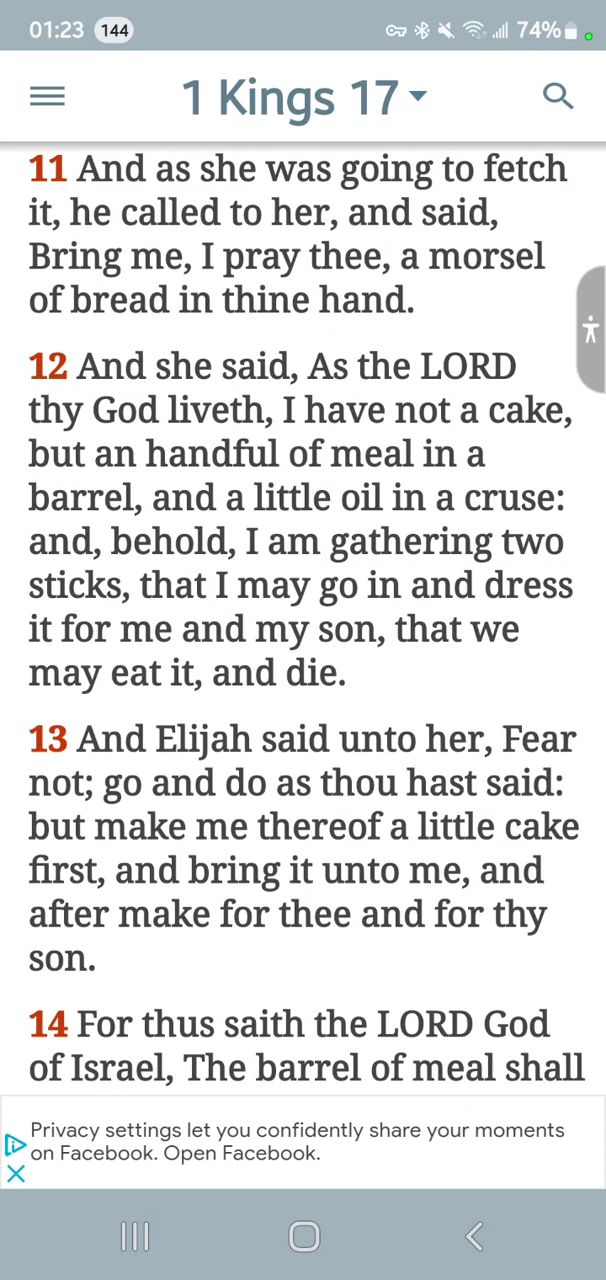 01:23 144 74%
1 Kings 17
11 And as she was going to fetch
it, he called to her, and said,
Bring me, I pray thee, a morsel
of bread in thine hand.
12 And she said, As the LORD
thy God liveth, I have not a cake,
but an handful of meal in a
barrel, and a little oil in a cruse:
and, behold, I am gathering two
sticks, that I may go in and dress
it for me and my son, that we
may eat it, and die.
13 And Elijah said unto her, Fear
not; go and do as thou hast said:
but make me thereof a little cake
first, and bring it unto me, and
after make for thee and for thy
son.
14 For thus saith the LORD God
of Israel, The barrel of meal shall
Privacy settings let you confidently share your moments
on Facebook. Open Facebook.